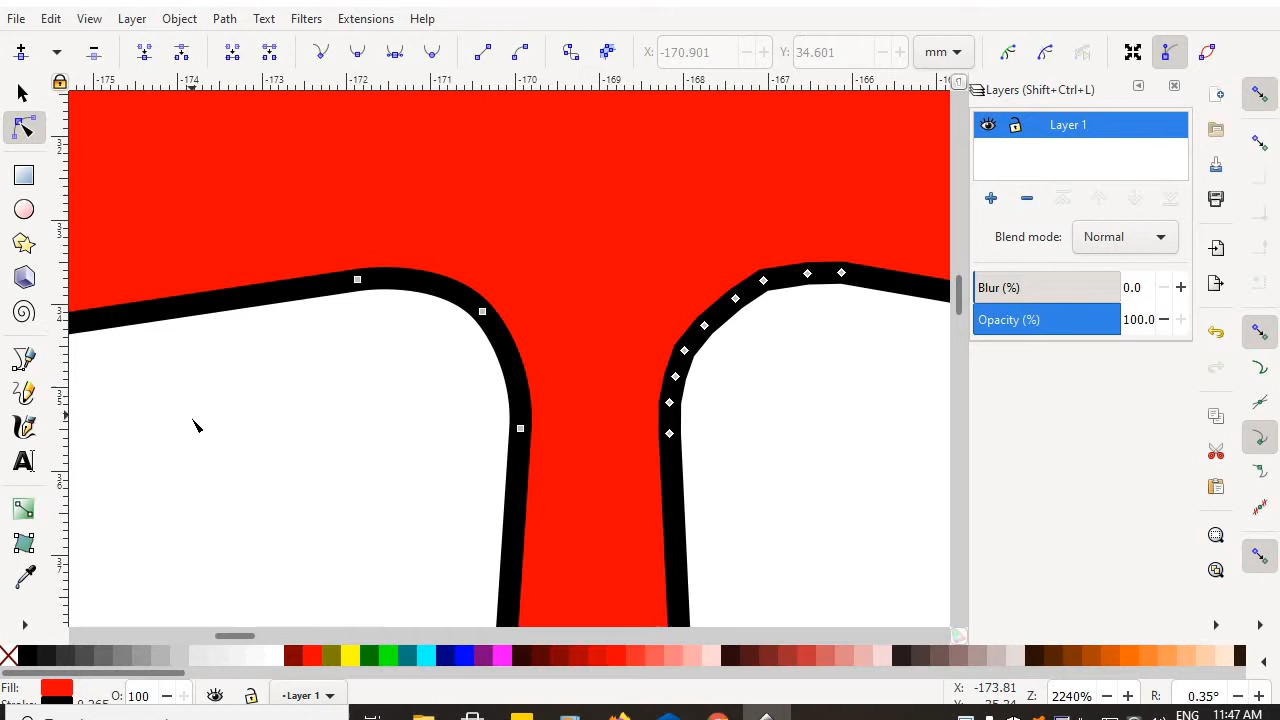 File Edit View Layer Object Path Text Filters Extensions Help
X: -170.901 Y: 34.601 mm
-175 -174 -173 -172 -171 -170 -169 -168 -167 -166
Layers (Shift+Ctrl+L)
Layer 1
Blend mode: Normal
Blur (%) 0.0
Opacity (%) 100.0
Fill: O: 100 Layer 1 X: -173.81 Z: 2240% R: 0.35°
ENG 11:47 AM